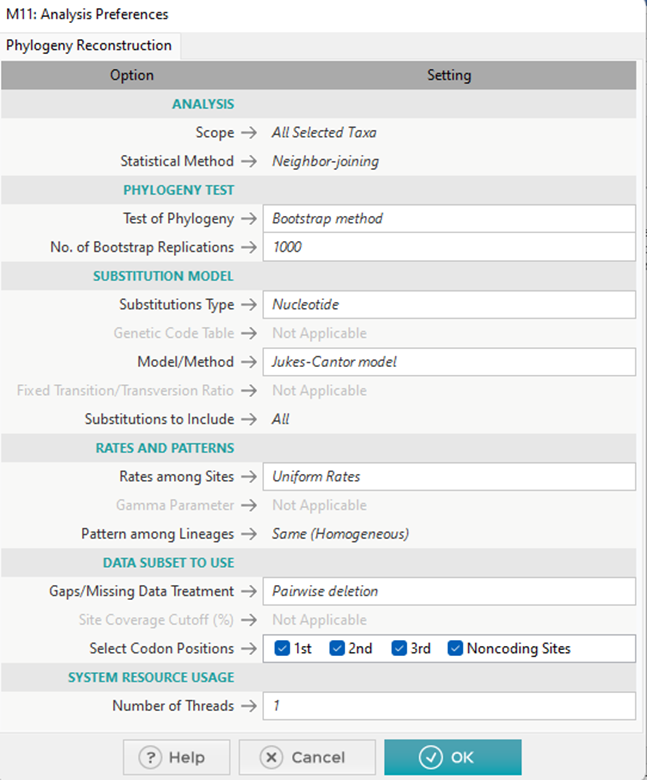 M11: Analysis Preferences
Phylogeny Reconstruction
Option Setting
ANALYSIS
Scope → All Selected Taxa
Statistical Method → Neighbor-joining
PHYLOGENY TEST
Test of Phylogeny → Bootstrap method
No. of Bootstrap Replications → 1000
SUBSTITUTION MODEL
Substitutions Type → Nucleotide
Genetic Code Table → Not Applicable
Model/Method → Jukes-Cantor model
Fixed Transition/Transversion Ratio → Not Applicable
Substitutions to Include → All
RATES AND PATTERNS
Rates among Sites → Uniform Rates
Gamma Parameter → Not Applicable
Pattern among Lineages → Same (Homogeneous)
DATA SUBSET TO USE
Gaps/Missing Data Treatment → Pairwise deletion
Site Coverage Cutoff (%) → Not Applicable
Select Codon Positions → 1st 2nd 3rd Noncoding Sites
SYSTEM RESOURCE USAGE
Number of Threads → 1
? Help Cancel OK